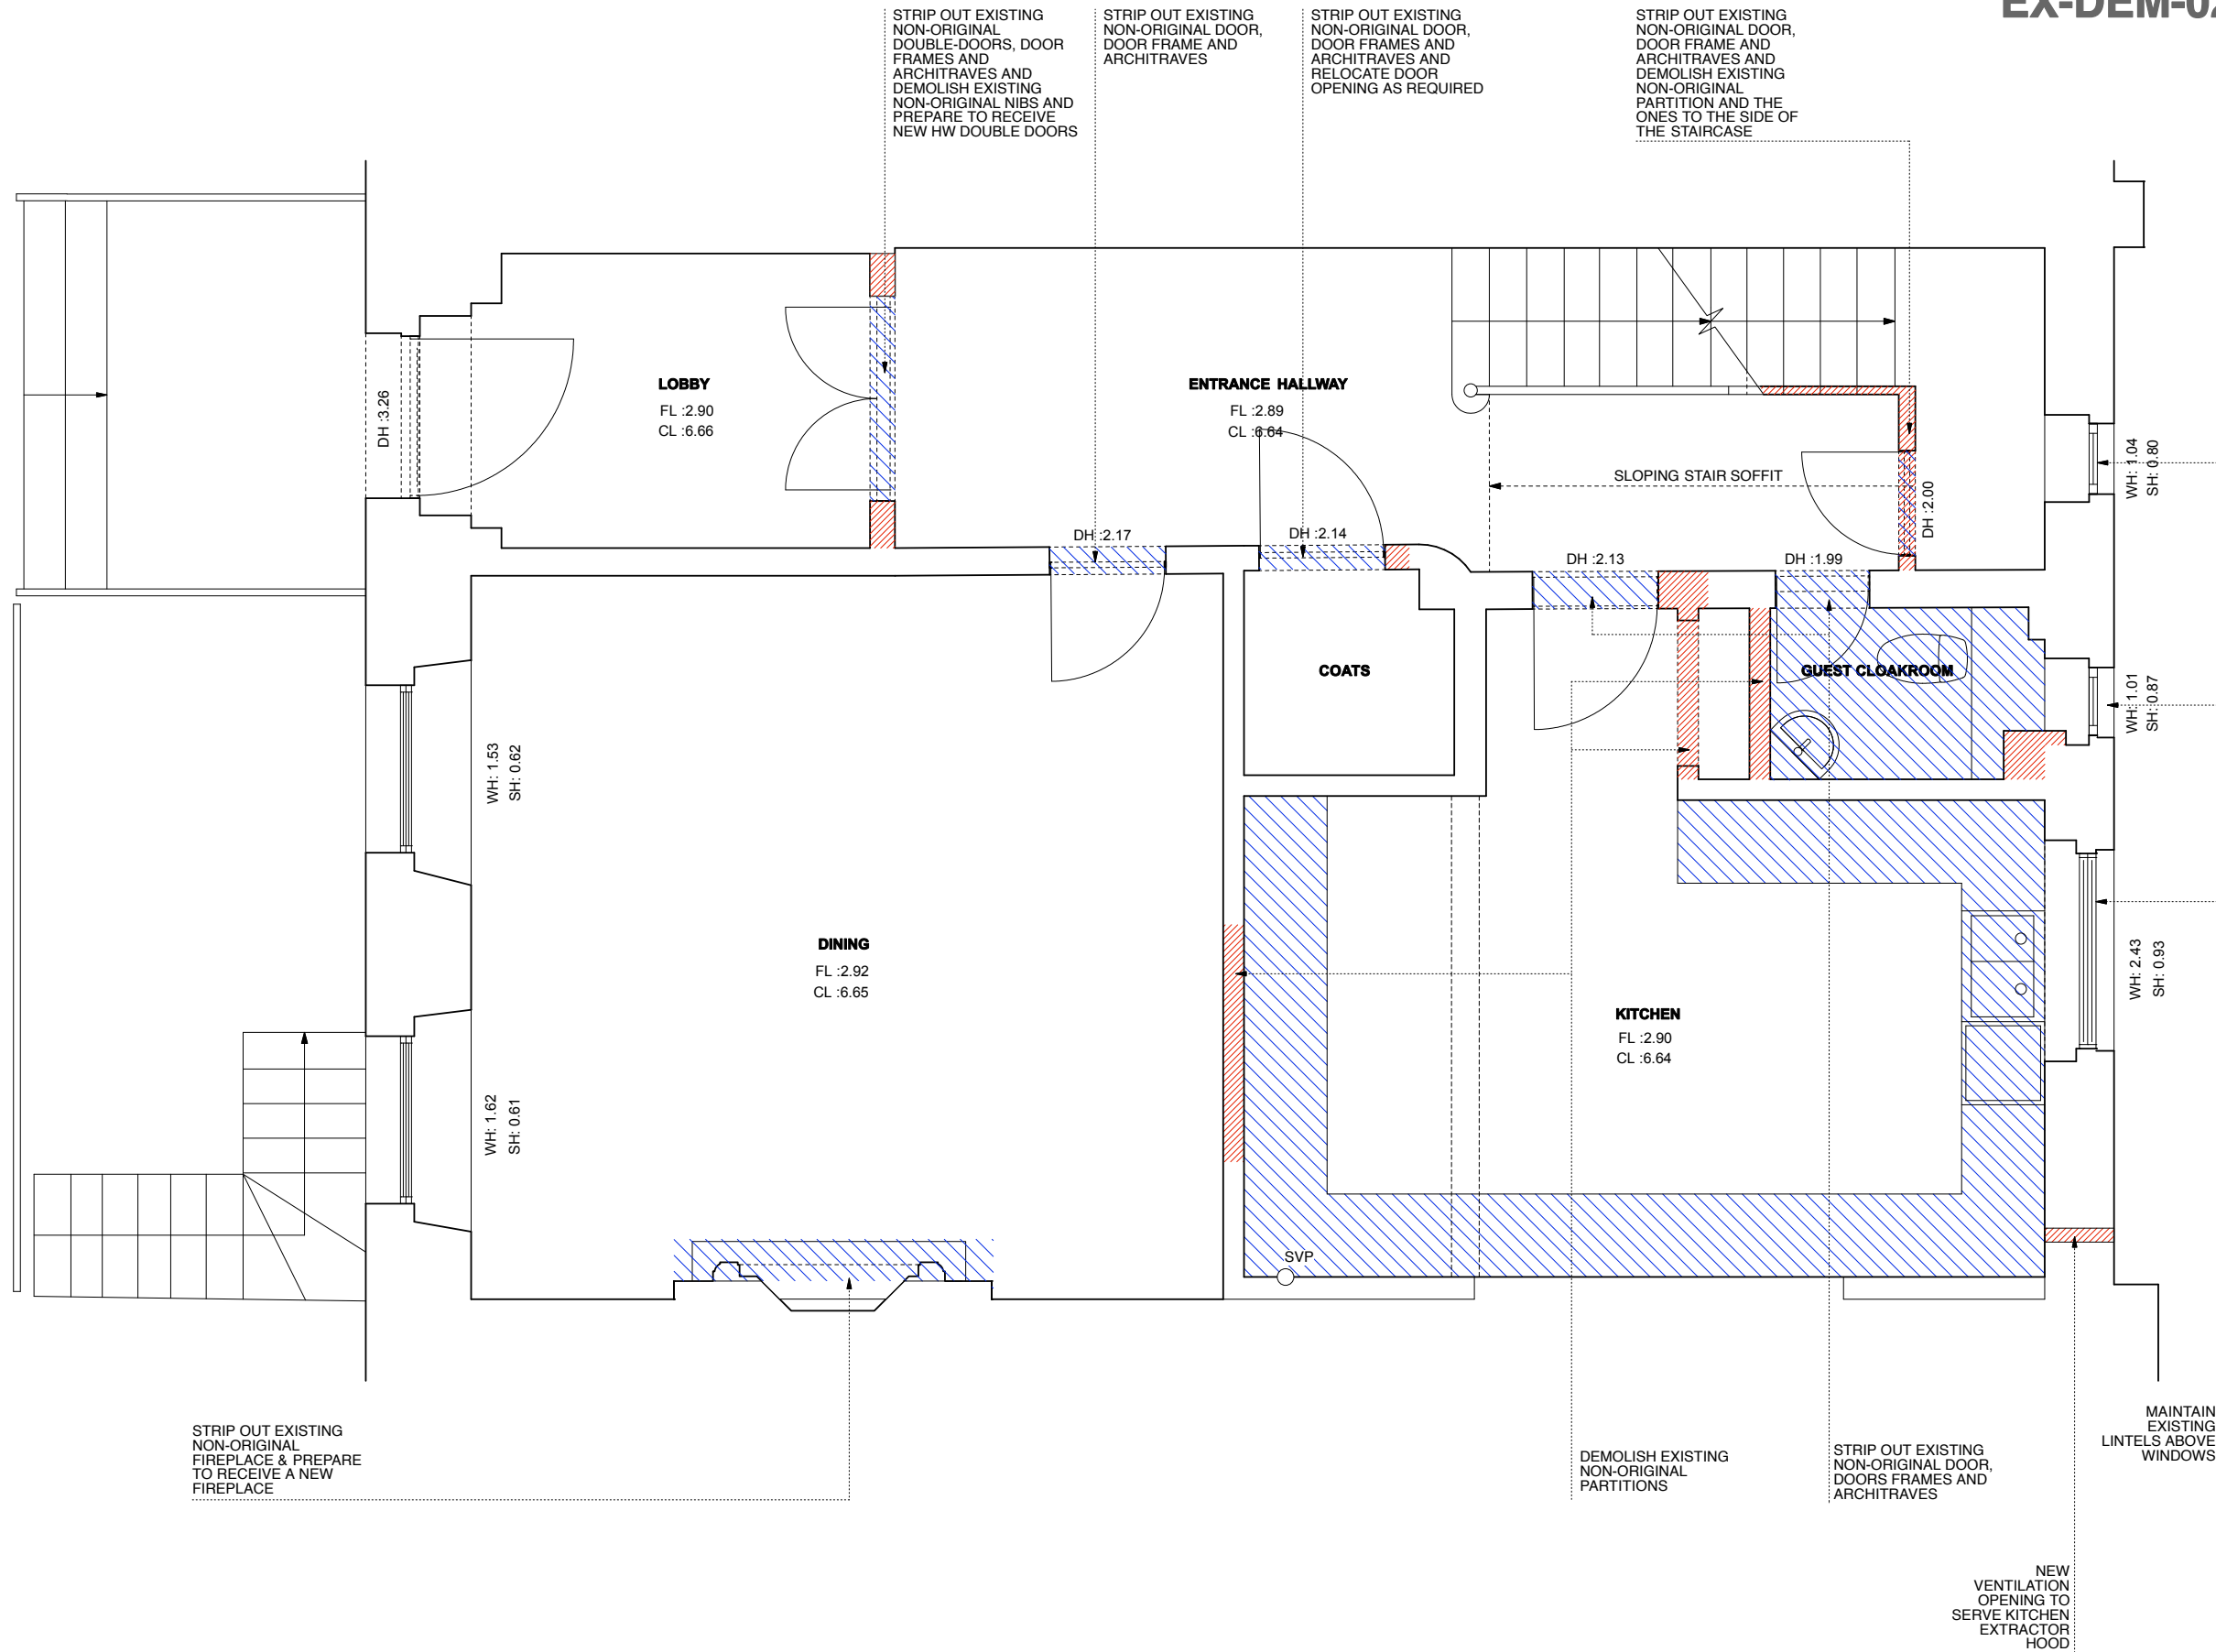 EX-DEM-02
STRIP OUT EXISTING
NON-ORIGINAL
DOUBLE-DOORS, DOOR
FRAMES AND
ARCHITRAVES AND
DEMOLISH EXISTING
NON-ORIGINAL NIBS AND
PREPARE TO RECEIVE
NEW HW DOUBLE DOORS
STRIP OUT EXISTING
NON-ORIGINAL DOOR,
DOOR FRAME AND
ARCHITRAVES
STRIP OUT EXISTING
NON-ORIGINAL DOOR,
DOOR FRAMES AND
ARCHITRAVES AND
RELOCATE DOOR
OPENING AS REQUIRED
STRIP OUT EXISTING
NON-ORIGINAL DOOR,
DOOR FRAME AND
ARCHITRAVES AND
DEMOLISH EXISTING
NON-ORIGINAL
PARTITION AND THE
ONES TO THE SIDE OF
THE STAIRCASE
DH :3.26
LOBBY
FL :2.90
CL :6.66
ENTRANCE HALLWAY
FL :2.89
CL :6.64
SLOPING STAIR SOFFIT
DH :2.00
WH: 1.04
SH: 0.80
DH :2.17
DH :2.14
DH :2.13
DH :1.99
COATS
GUEST CLOAKROOM
WH: 1.01
SH: 0.87
WH: 1.53
SH: 0.62
DINING
FL :2.92
CL :6.65
WH: 2.43
SH: 0.93
KITCHEN
FL :2.90
CL :6.64
WH: 1.62
SH: 0.61
SVP
STRIP OUT EXISTING
NON-ORIGINAL
FIREPLACE & PREPARE
TO RECEIVE A NEW
FIREPLACE
DEMOLISH EXISTING
NON-ORIGINAL
PARTITIONS
STRIP OUT EXISTING
NON-ORIGINAL DOOR,
DOORS FRAMES AND
ARCHITRAVES
MAINTAIN
EXISTING
LINTELS ABOVE
WINDOWS
NEW
VENTILATION
OPENING TO
SERVE KITCHEN
EXTRACTOR
HOOD